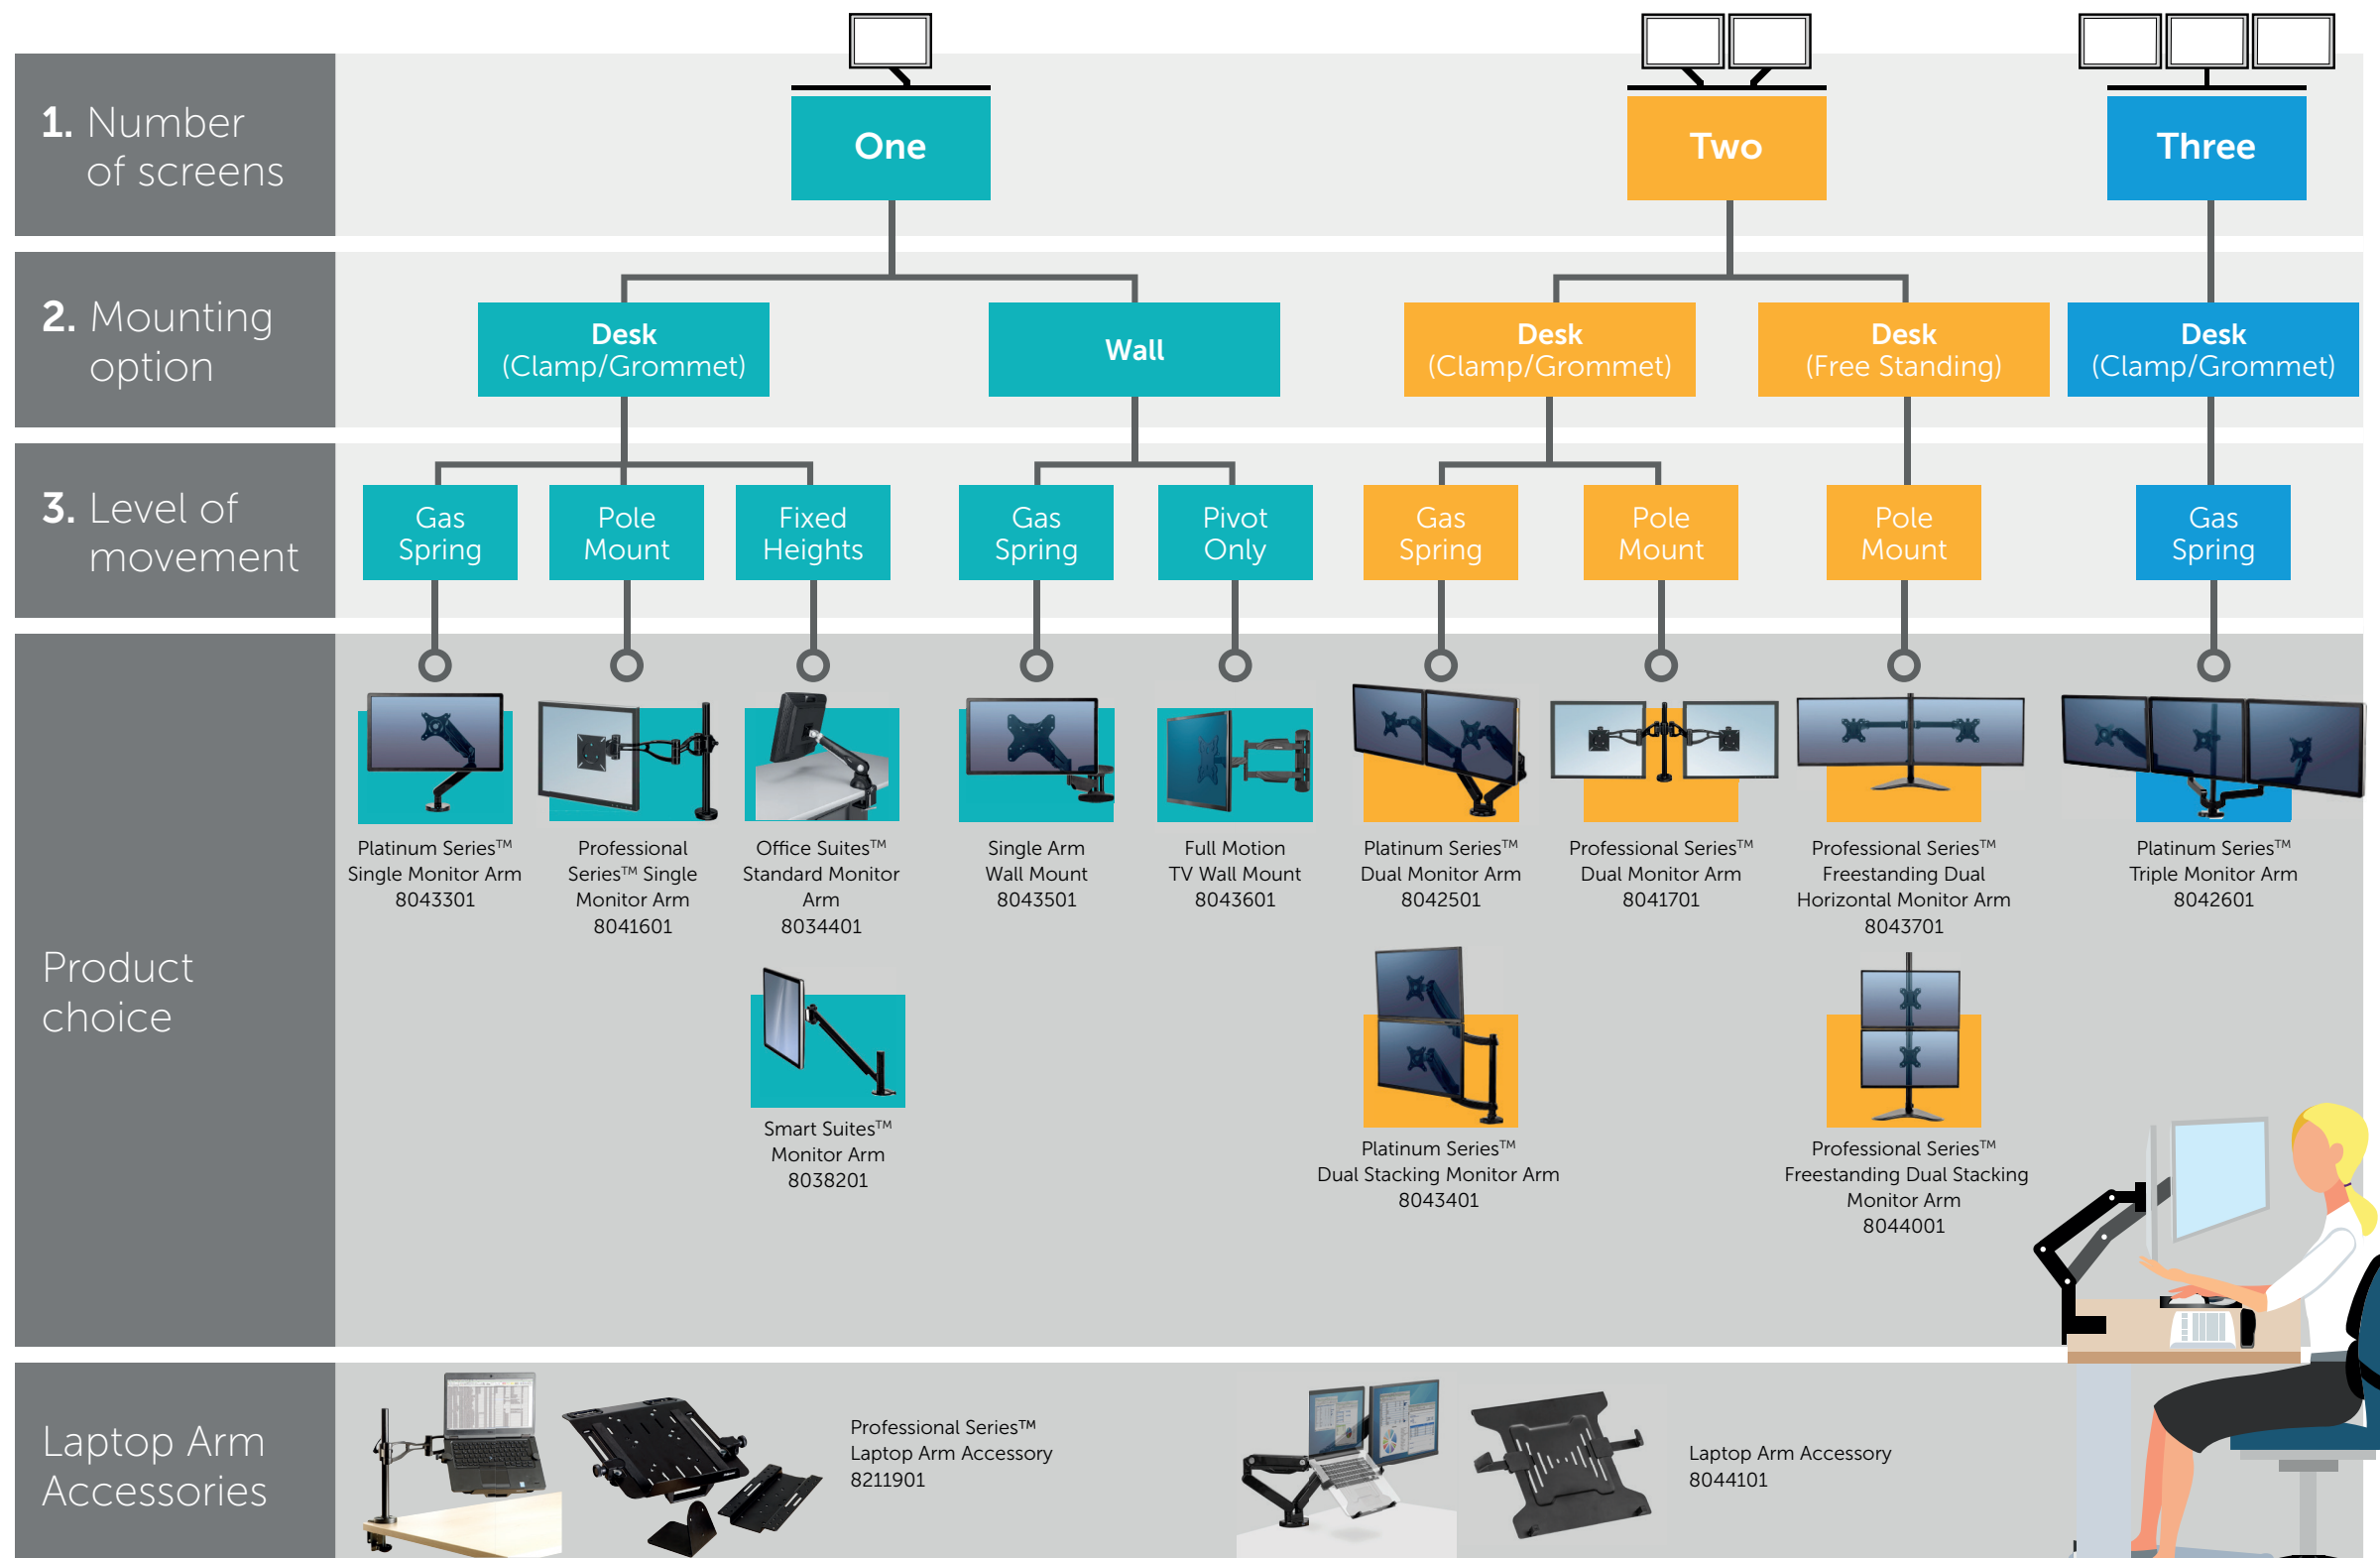 1. Number
of screens
One
Two
Three
2. Mounting
option
Desk
(Clamp/Grommet)
Wall
Desk
(Clamp/Grommet)
Desk
(Free Standing)
Desk
(Clamp/Grommet)
3. Level of
movement
Gas
Spring
Pole
Mount
Fixed
Heights
Gas
Spring
Pivot
Only
Gas
Spring
Pole
Mount
Pole
Mount
Gas
Spring
Product
choice
Platinum Series™
Single Monitor Arm
8043301
Professional
Series™ Single
Monitor Arm
8041601
Office Suites™
Standard Monitor
Arm
8034401
Single Arm
Wall Mount
8043501
Full Motion
TV Wall Mount
8043601
Platinum Series™
Dual Monitor Arm
8042501
Professional Series™
Dual Monitor Arm
8041701
Professional Series™
Freestanding Dual
Horizontal Monitor Arm
8043701
Platinum Series™
Triple Monitor Arm
8042601
Smart Suites™
Monitor Arm
8038201
Platinum Series™
Dual Stacking Monitor Arm
8043401
Professional Series™
Freestanding Dual Stacking
Monitor Arm
8044001
Laptop Arm
Accessories
Professional Series™
Laptop Arm Accessory
8211901
Laptop Arm Accessory
8044101